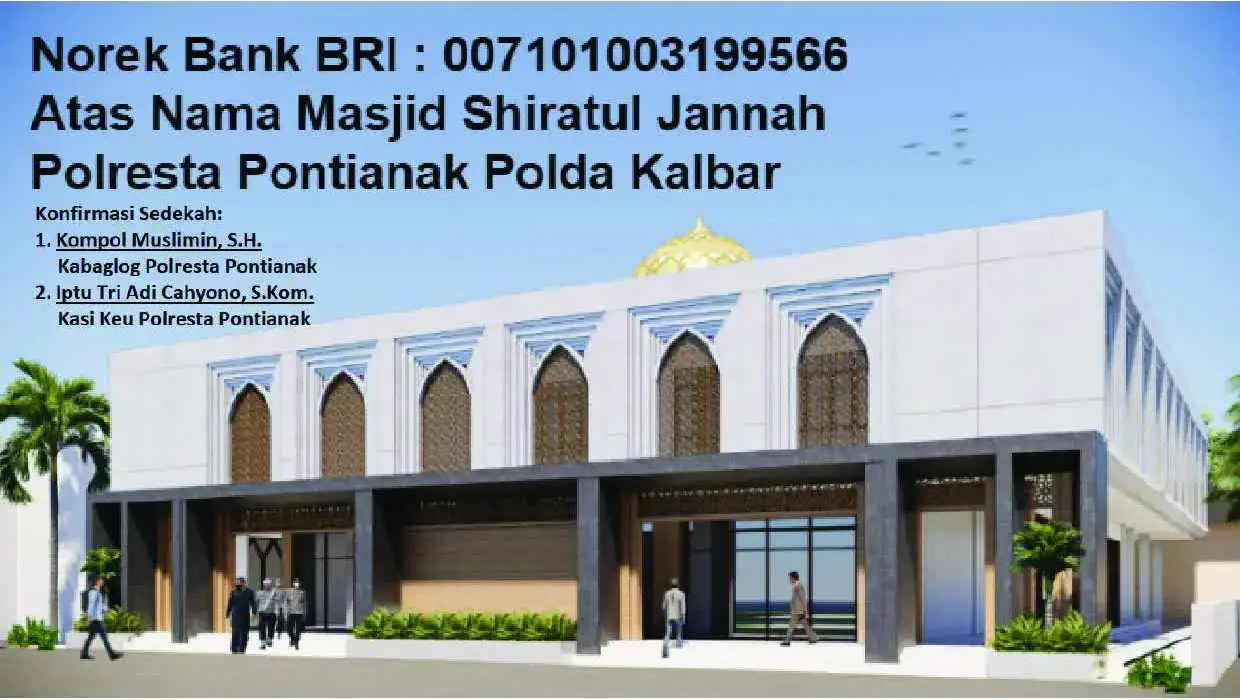 Norek Bank BRI : 007101003199566
Atas Nama Masjid Shiratul Jannah
Polresta Pontianak Polda Kalbar
Konfirmasi Sedekah:
1. Kompol Muslimin, S.H.
Kabaglog Polresta Pontianak
2. Iptu Tri Adi Cahyono, S.Kom.
Kasi Keu Polresta Pontianak